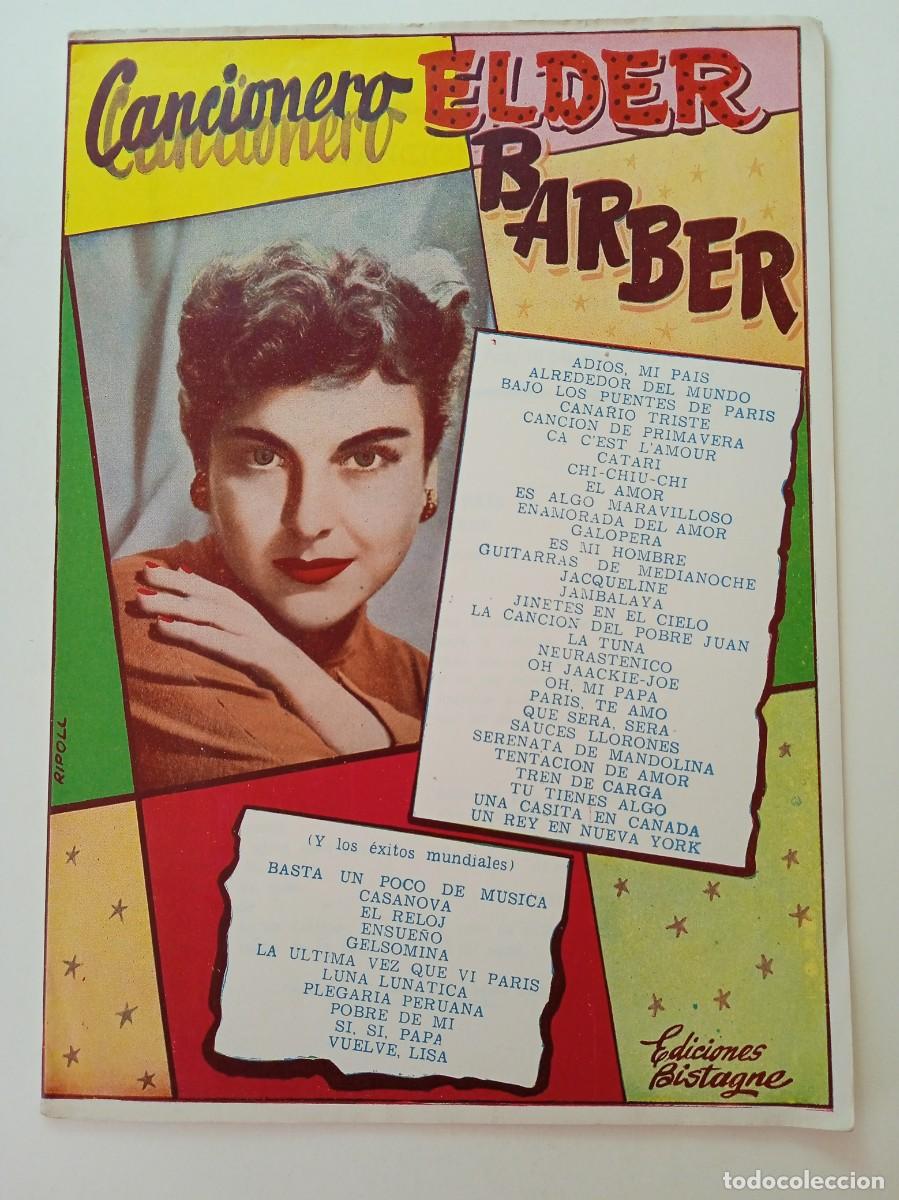 Cancionero ELDER
BARBER
ADIOS, MI PAIS
ALREDEDOR DEL MUNDO
BAJO LOS PUENTES DE PARIS
CANARIO TRISTE
CANCION DE PRIMAVERA
CA C'EST L'AMOUR
CATARI
CHI-CHIU-CHI
EL AMOR
ES ALGO MARAVILLOSO
ENAMORADA DEL AMOR
GALOPERA
ES MI HOMBRE
GUITARRAS DE MEDIANOCHE
JACQUELINE
JAMBALAYA
JINETES EN EL CIELO
LA CANCION DEL POBRE JUAN
LA TUNA
NEURASTENICO
OH JAACKIE-JOE
OH, MI PAPA
PARIS, TE AMO
QUE SERA, SERA
SAUCES LLORONES
SERENATA DE MANDOLINA
TENTACION DE AMOR
TREN DE CARGA
TU TIENES ALGO
UNA CASITA EN CANADA
UN REY EN NUEVA YORK
RIPOLL
(Y los éxitos mundiales)
BASTA UN POCO DE MUSICA
CASANOVA
EL RELOJ
ENSUEÑO
GELSOMINA
LA ULTIMA VEZ QUE VI PARIS
LUNA LUNATICA
PLEGARIA PERUANA
POBRE DE MI
SI, SI, PAPA
VUELVE, LISA
Ediciones
Bistagne
todocoleccion